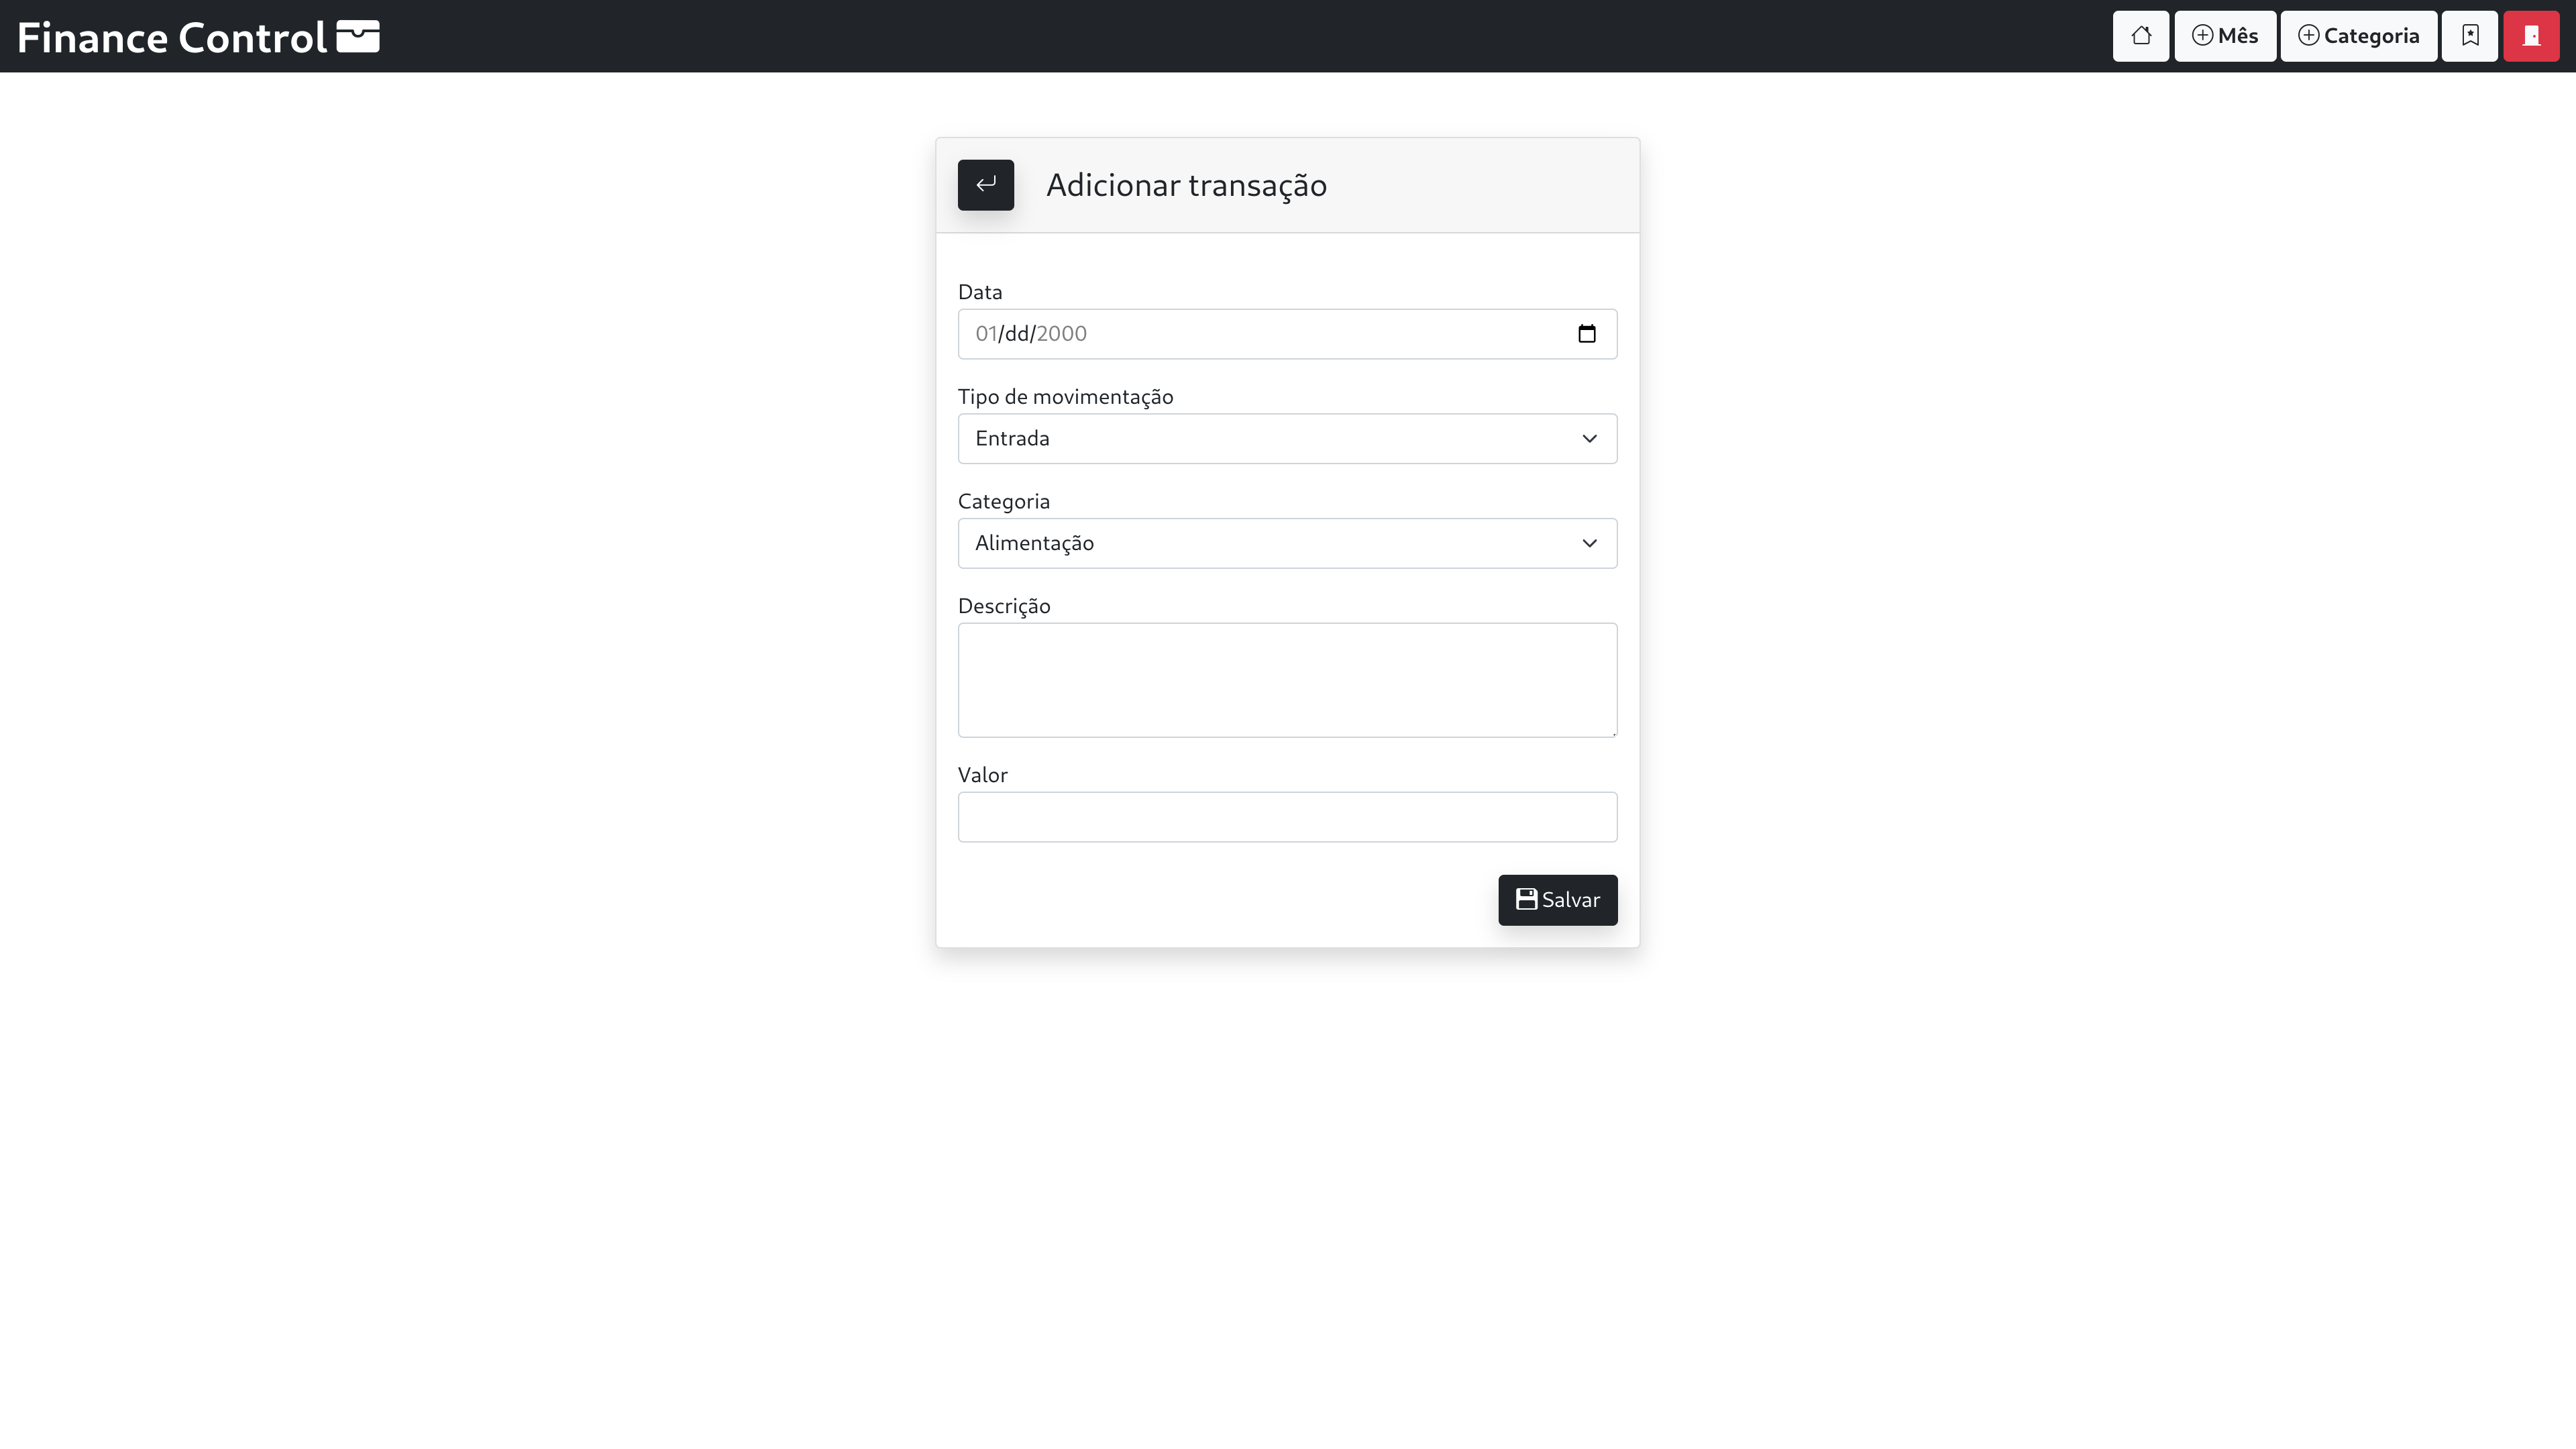 Finance Control
Mês
Categoria
Adicionar transação
Data
01/dd/2000
Tipo de movimentação
Entrada
Categoria
Alimentação
Descrição
Valor
Salvar